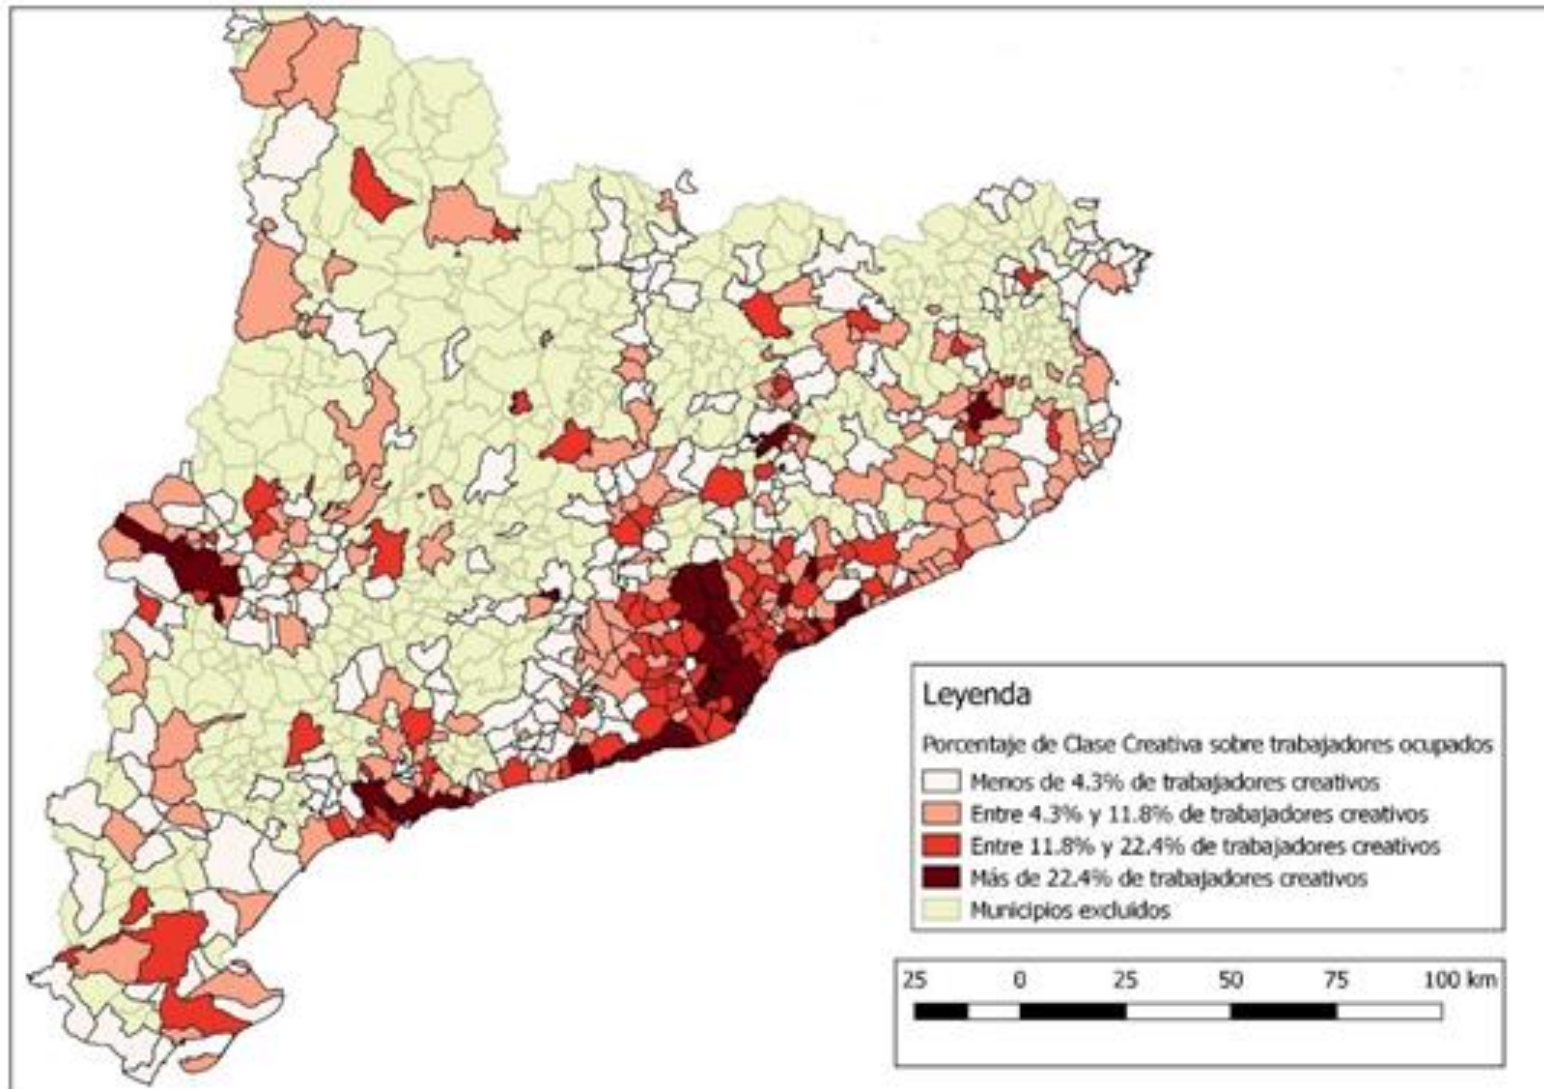 Leyenda
Porcentaje de Clase Creativa sobre trabajadores ocupados
Menos de 4.3% de trabajadores creativos
Entre 4.3% y 11.8% de trabajadores creativos
Entre 11.8% y 22.4% de trabajadores creativos
Más de 22.4% de trabajadores creativos
Municipios excluidos
25 0 25 50 75 100 km